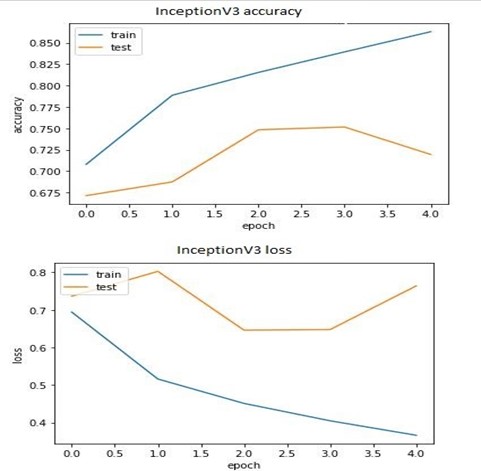 InceptionV3 accuracy
train
test
0.850
0.825
0.800
0.775
0.750
0.725
0.700
0.675
accuracy
0.0 0.5 1.0 1.5 2.0 2.5 3.0 3.5 4.0
epoch
InceptionV3 loss
train
test
0.8
0.7
0.6
0.5
0.4
loss
0.0 0.5 1.0 1.5 2.0 2.5 3.0 3.5 4.0
epoch